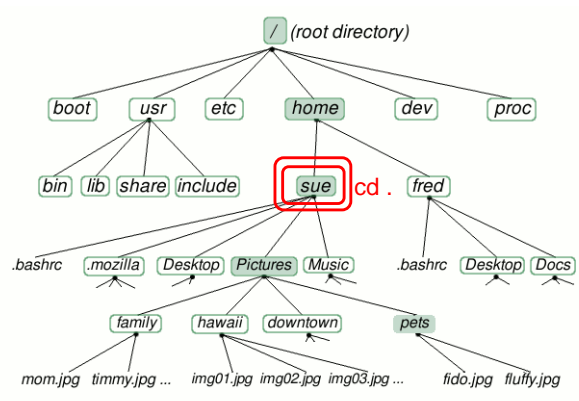 / (root directory)
boot usr etc home dev proc
bin lib share include sue cd . fred
.bashrc .mozilla Desktop Pictures Music .bashrc Desktop Docs
family hawaii downtown pets
mom.jpg timmy.jpg ... img01.jpg img02.jpg img03.jpg ... fido.jpg fluffy.jpg